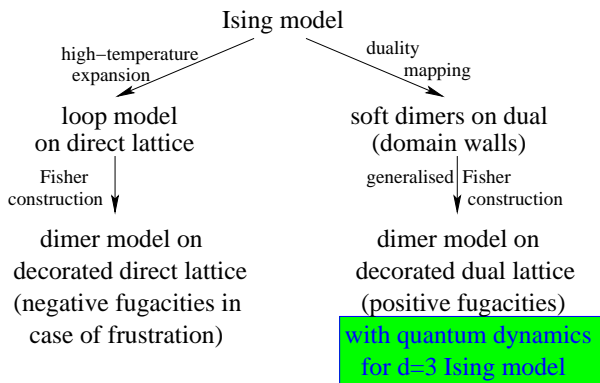 Ising model
high−temperature
expansion
duality
mapping
loop model
on direct lattice
soft dimers on dual
(domain walls)
Fisher
construction
generalised Fisher
construction
dimer model on
decorated direct lattice
(negative fugacities in
case of frustration)
dimer model on
decorated dual lattice
(positive fugacities)
with quantum dynamics
for d=3 Ising model